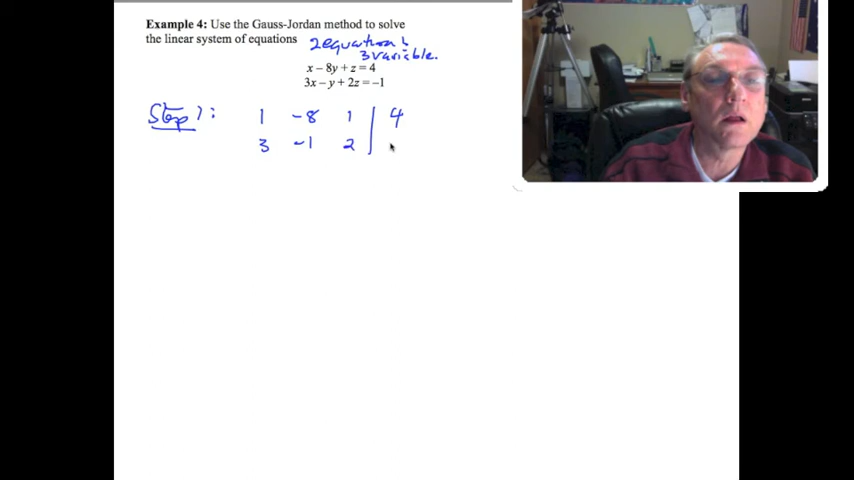 Example 4: Use the Gauss-Jordan method to solve
the linear system of equations
2 equations
3 variable.
x − 8y + z = 4
3x − y + 2z = −1
Step 1: 1 −8 1 | 4
3 −1 2 |